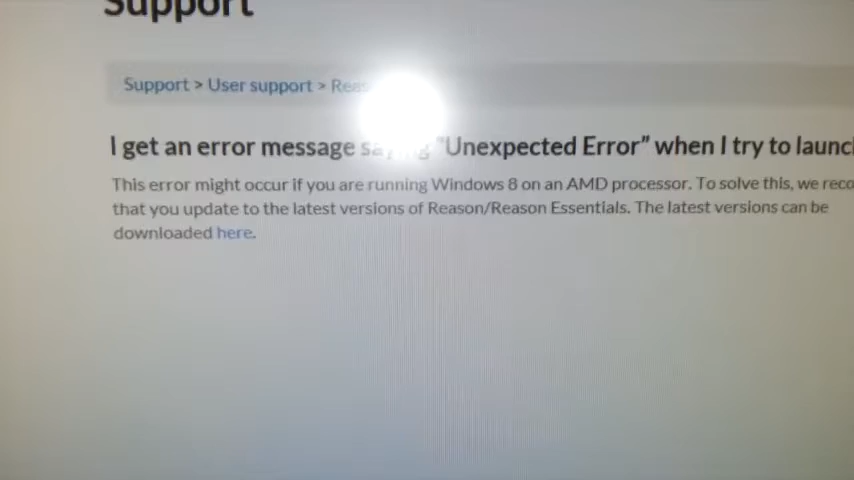 Support
Support > User support > Rea
I get an error message "Unexpected Error" when I try to launc
This error might occur if you are running Windows 8 on an AMD processor. To solve this, we reco
that you update to the latest versions of Reason/Reason Essentials. The latest versions can be
downloaded here.